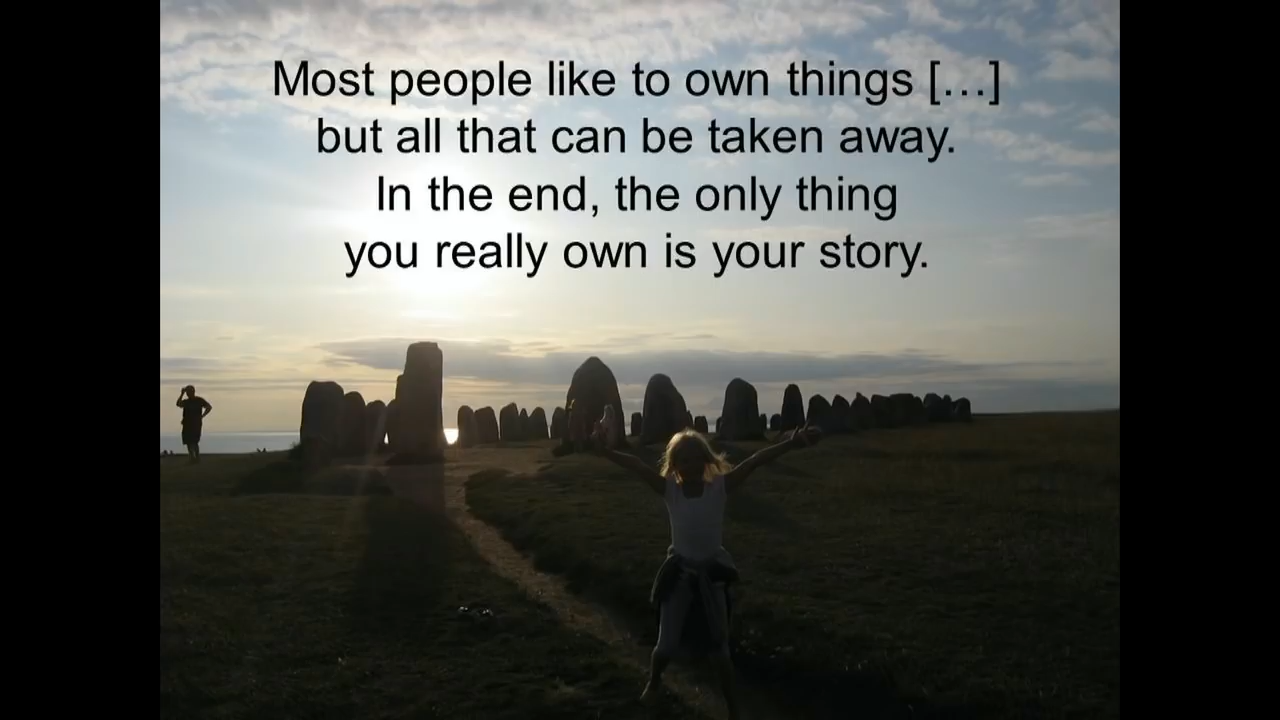 Most people like to own things […]
but all that can be taken away.
In the end, the only thing
you really own is your story.